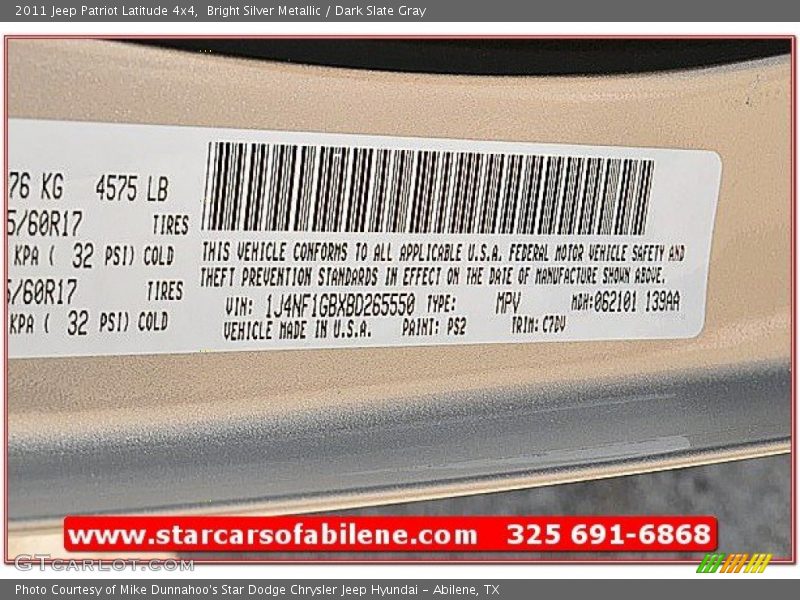 2011 Jeep Patriot Latitude 4x4,  Bright Silver Metallic / Dark Slate Gray
76 KG 4575 LB
5/60R17 TIRES
KPA ( 32 PSI) COLD
5/60R17 TIRES
KPA ( 32 PSI) COLD
THIS VEHICLE CONFORMS TO ALL APPLICABLE U.S.A. FEDERAL MOTOR VEHICLE SAFETY AND
THEFT PREVENTION STANDARDS IN EFFECT ON THE DATE OF MANUFACTURE SHOWN ABOVE.
VIN: 1J4NF1GBXBD265550 TYPE: MPV MDH:062101 139AA
VEHICLE MADE IN U.S.A. PAINT: PS2 TRIM: C7DV
www.starcarsofabilene.com 325 691-6868
GTcarlot.com
Photo Courtesy of Mike Dunnahoo's Star Dodge Chrysler Jeep Hyundai - Abilene, TX